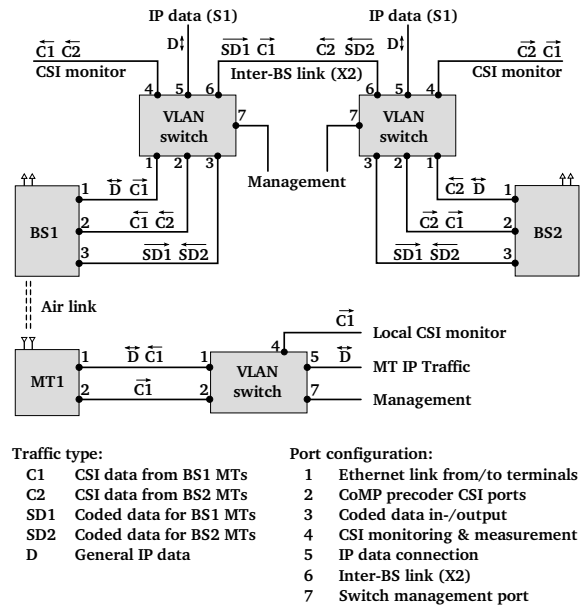 IP data (S1)
IP data (S1)
C1 C2
D
SD1 C1
C2 SD2
D
C2 C1
CSI monitor
Inter-BS link (X2)
CSI monitor
4 5 6
6 5 4
VLAN switch
7
7
VLAN switch
1 2 3
3 2 1
Management
BS1
1 D C1
2 C1 C2
3 SD1 SD2
C2 D 1
C2 C1 2
SD1 SD2 3
BS2
Air link
C1
4
Local CSI monitor
MT1
1 D C1 1
2 C1 2
VLAN switch
5 D MT IP Traffic
7 Management
Traffic type:
C1 CSI data from BS1 MTs
C2 CSI data from BS2 MTs
SD1 Coded data for BS1 MTs
SD2 Coded data for BS2 MTs
D General IP data
Port configuration:
1 Ethernet link from/to terminals
2 CoMP precoder CSI ports
3 Coded data in-/output
4 CSI monitoring & measurement
5 IP data connection
6 Inter-BS link (X2)
7 Switch management port